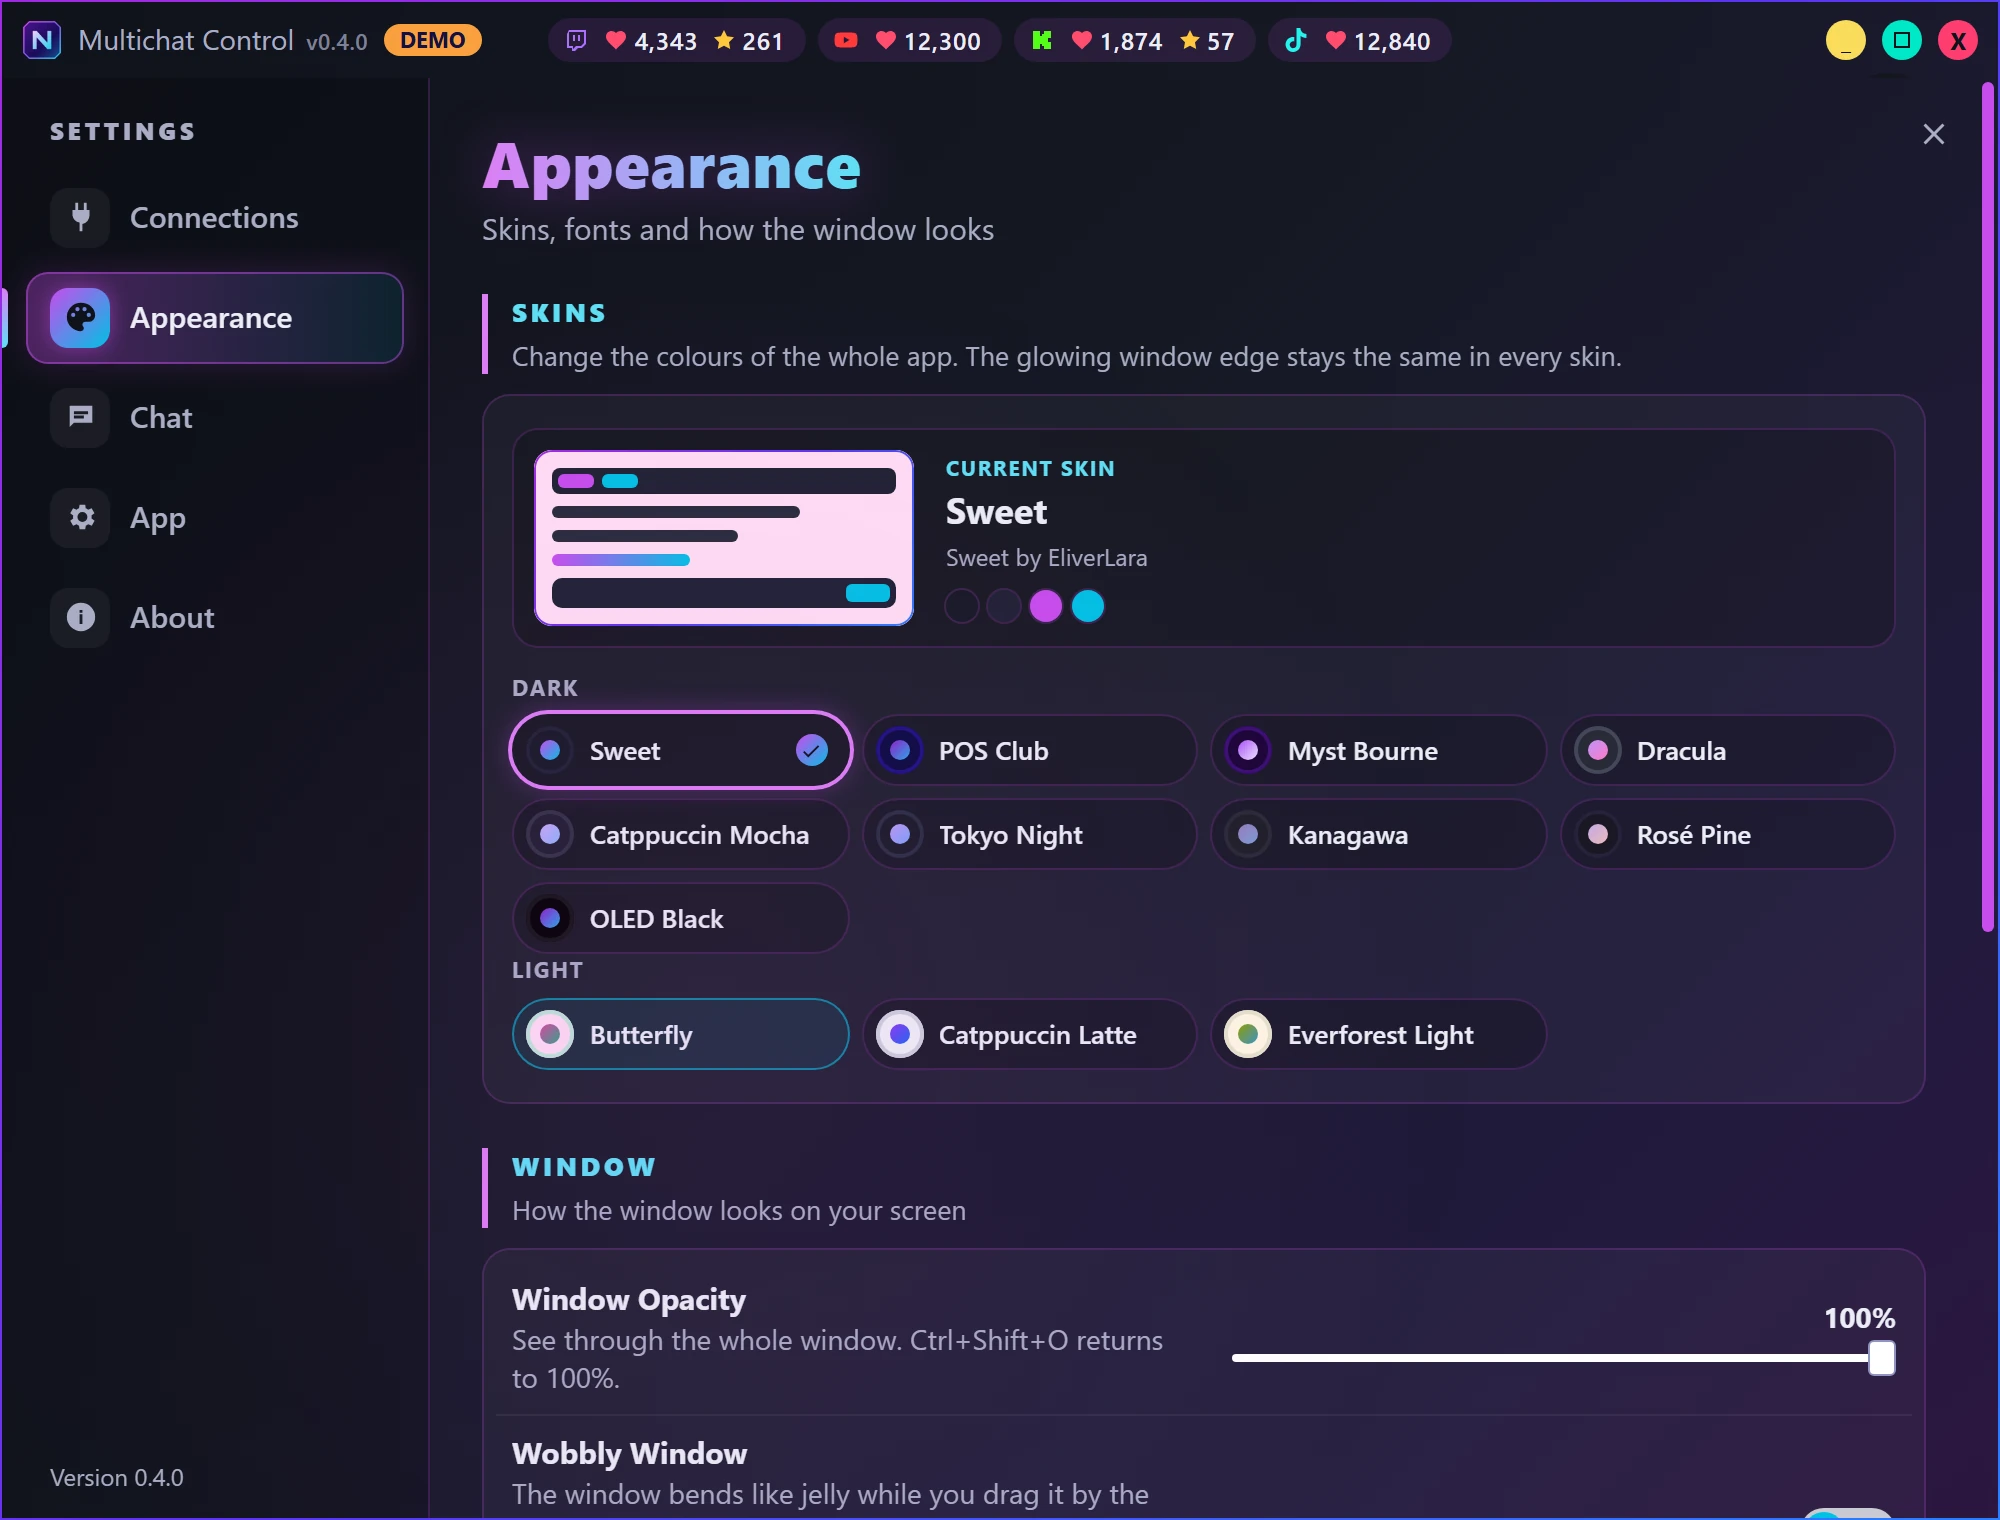 N Multichat Control v0.4.0 DEMO 4,343 261 12,300 1,874 57 12,840 _ X
SETTINGS
Connections
Appearance
Chat
App
About
Version 0.4.0
Appearance
Skins, fonts and how the window looks
SKINS
Change the colours of the whole app. The glowing window edge stays the same in every skin.
CURRENT SKIN
Sweet
Sweet by EliverLara
DARK
Sweet POS Club Myst Bourne Dracula
Catppuccin Mocha Tokyo Night Kanagawa Rosé Pine
OLED Black
LIGHT
Butterfly Catppuccin Latte Everforest Light
WINDOW
How the window looks on your screen
Window Opacity
See through the whole window. Ctrl+Shift+O returns
to 100%.
100%
Wobbly Window
The window bends like jelly while you drag it by the